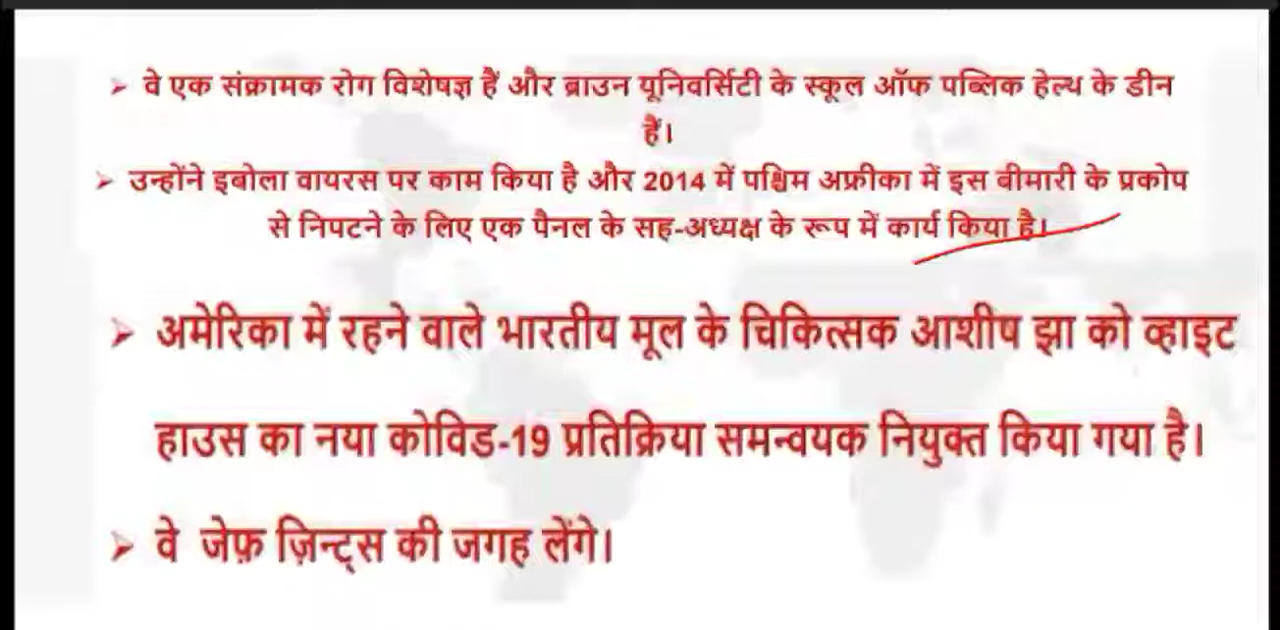 ➢ वे एक संक्रामक रोग विशेषज्ञ हैं और ब्राउन यूनिवर्सिटी के स्कूल ऑफ पब्लिक हेल्थ के डीन
हैं।
➢ उन्होंने इबोला वायरस पर काम किया है और 2014 में पश्चिम अफ्रीका में इस बीमारी के प्रकोप
से निपटने के लिए एक पैनल के सह-अध्यक्ष के रूप में कार्य किया है।
➢ अमेरिका में रहने वाले भारतीय मूल के चिकित्सक आशीष झा को व्हाइट
हाउस का नया कोविड-19 प्रतिक्रिया समन्वयक नियुक्त किया गया है।
➢ वे जेफ़ ज़िन्ट्स की जगह लेंगे।